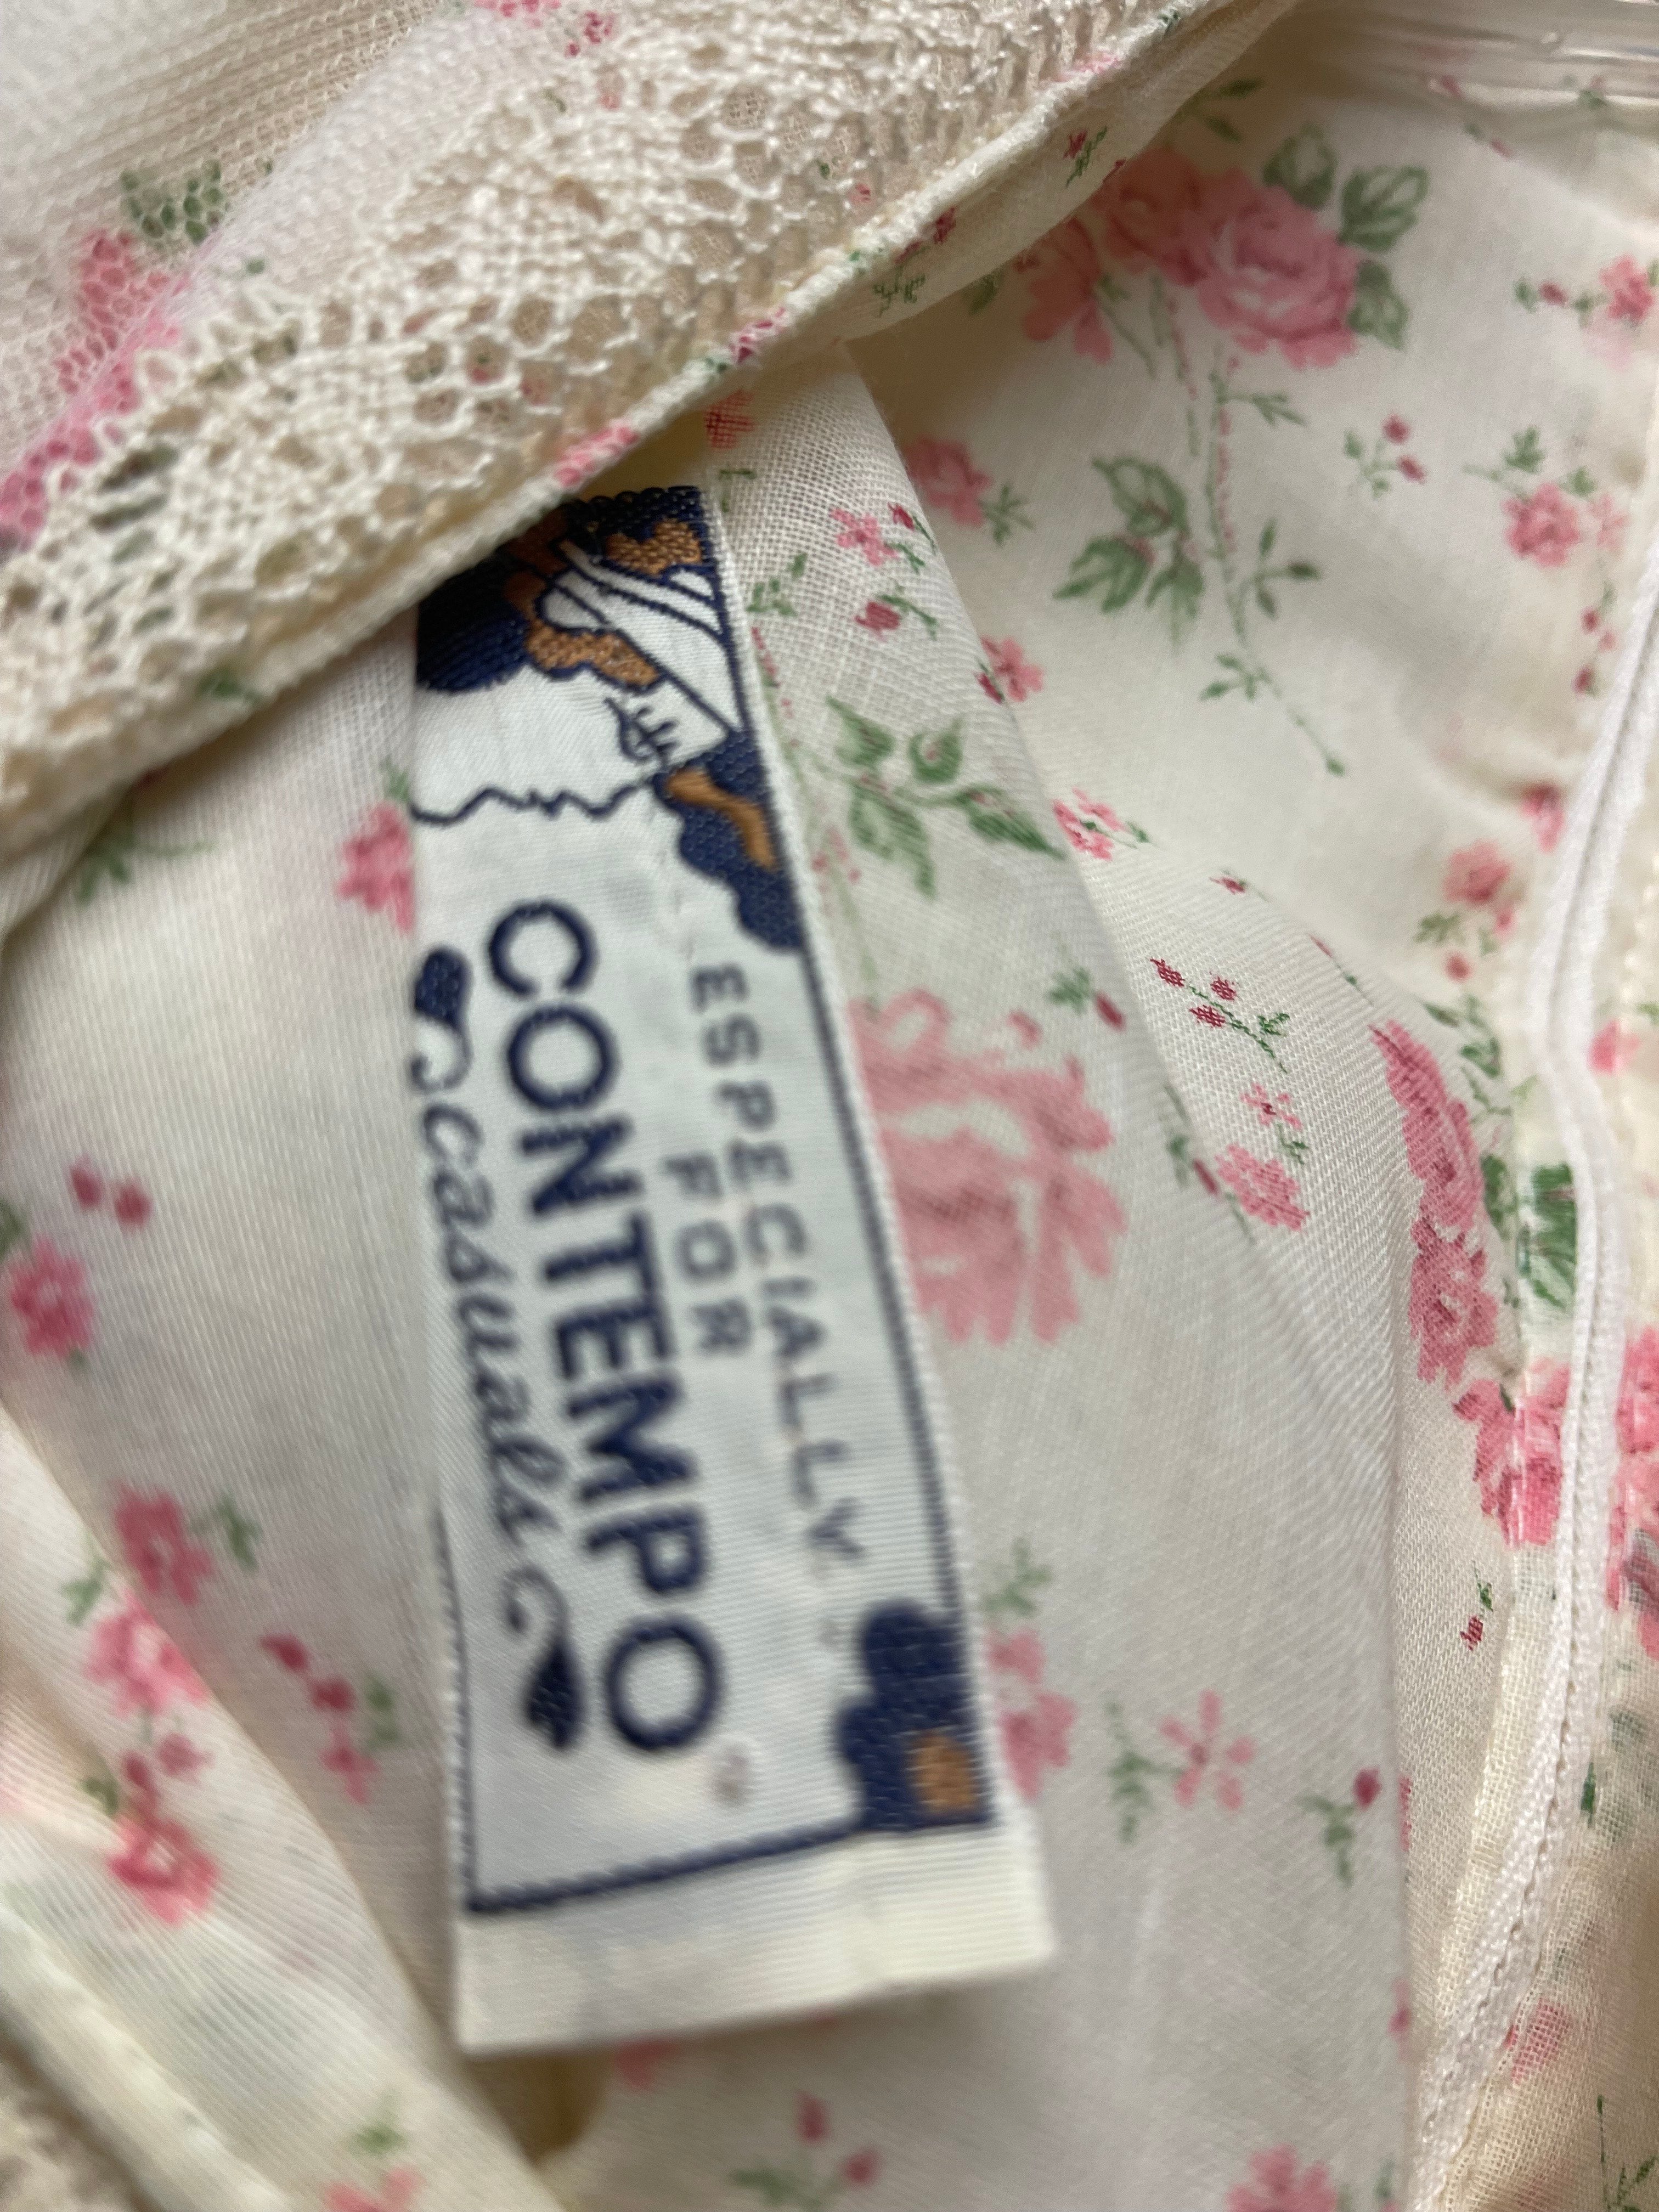 ESPECIALLY
FOR
CONTEMPO
casuals